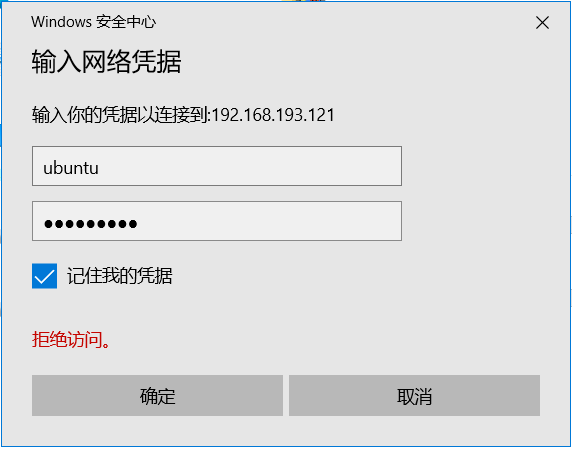 Windows 安全中心
输入网络凭据
输入你的凭据以连接到:192.168.193.121
ubuntu
●●●●●●●●●
记住我的凭据
拒绝访问。
确定
取消